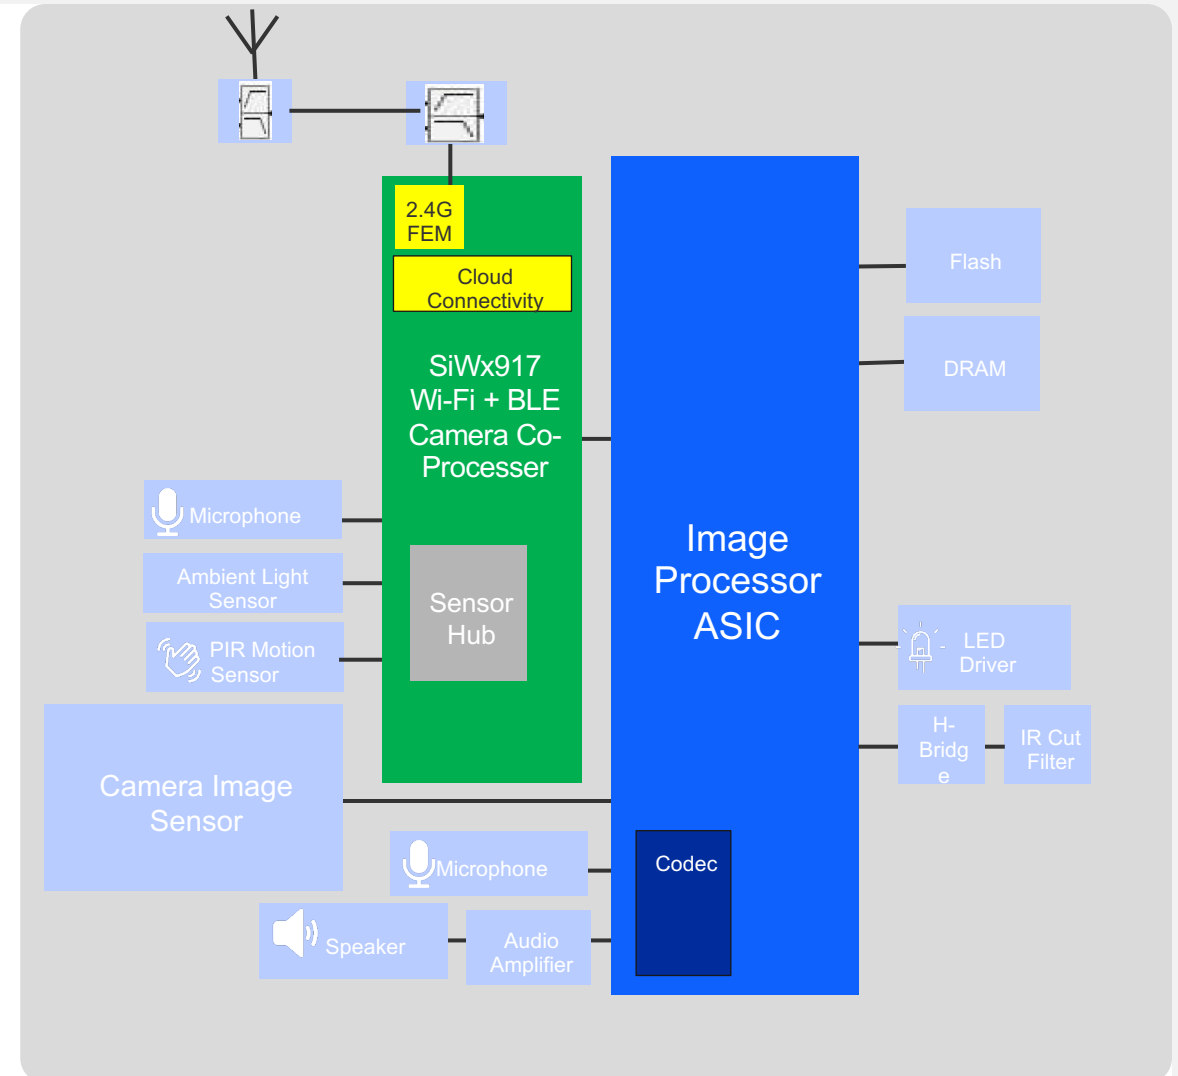 2.4G
FEM
Cloud
Connectivity
SiWx917
Wi-Fi + BLE
Camera Co-
Processer
Flash
DRAM
Microphone
Ambient Light
Sensor
PIR Motion
Sensor
Sensor
Hub
Image
Processor
ASIC
LED
Driver
H-
Bridg
e
IR Cut
Filter
Camera Image
Sensor
Microphone
Codec
Speaker
Audio
Amplifier